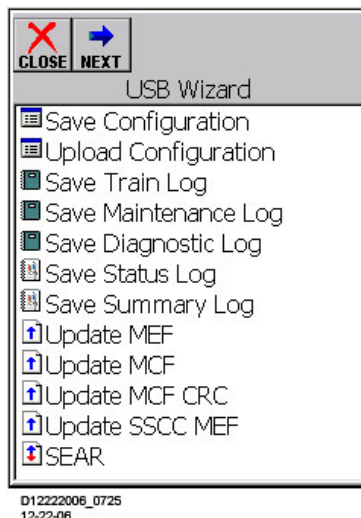 CLOSE NEXT
USB Wizard
Save Configuration
Upload Configuration
Save Train Log
Save Maintenance Log
Save Diagnostic Log
Save Status Log
Save Summary Log
Update MEF
Update MCF
Update MCF CRC
Update SSCC MEF
SEAR
D12222006_0725
12-22-06